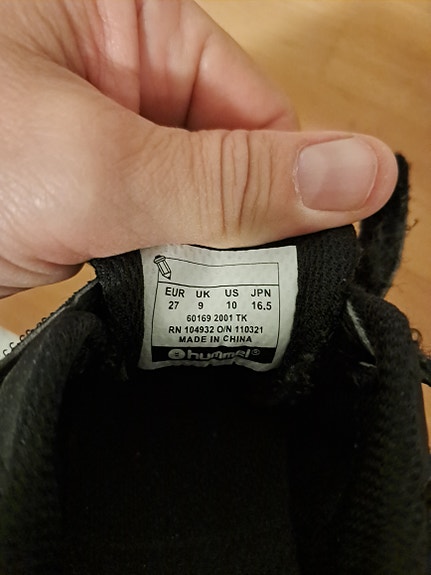 EUR UK US JPN
27 9 10 16.5
60169 2001 TK
RN 104932 O/N 110321
MADE IN CHINA
hummel®